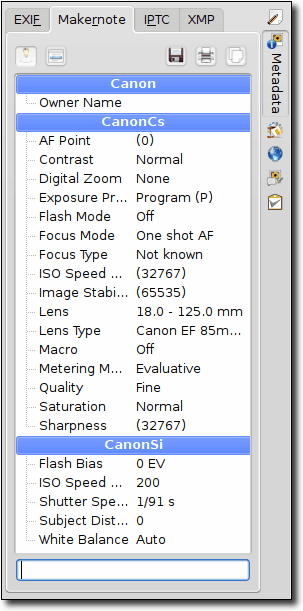 EXIF Makernote IPTC XMP
Metadata
Canon
Owner Name
CanonCs
AF Point (0)
Contrast Normal
Digital Zoom None
Exposure Pr... Program (P)
Flash Mode Off
Focus Mode One shot AF
Focus Type Not known
ISO Speed ... (32767)
Image Stabi... (65535)
Lens 18.0 - 125.0 mm
Lens Type Canon EF 85m...
Macro Off
Metering M... Evaluative
Quality Fine
Saturation Normal
Sharpness (32767)
CanonSi
Flash Bias 0 EV
ISO Speed ... 200
Shutter Spe... 1/91 s
Subject Dist... 0
White Balance Auto